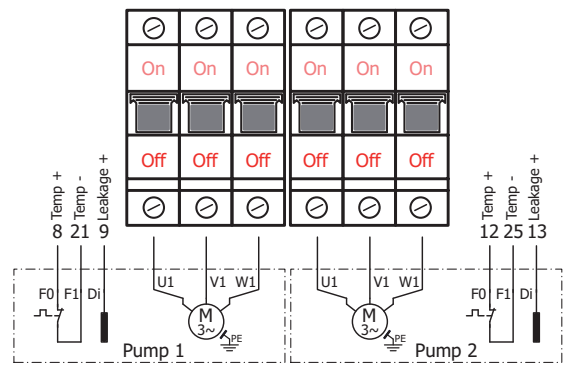 On On On On On On
Off Off Off Off Off Off
Temp + Temp - Leakage + Temp + Temp - Leakage +
8 21 9 12 25 13
U1 V1 W1 U1 V1 W1
F0 F1 Di F0 F1 Di
M M
3~ 3~
PE PE
Pump 1 Pump 2